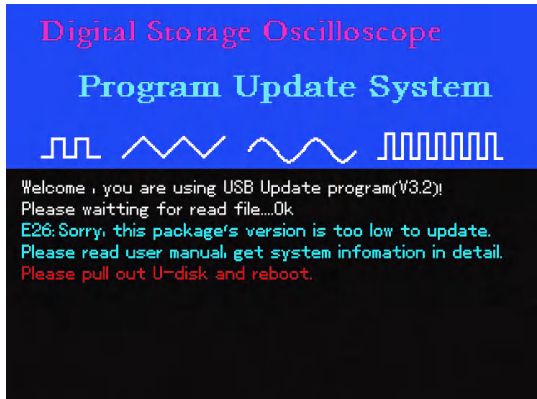 Digital Storage Oscilloscope
Program Update System
Welcome , you are using USB Update program(V3.2)!
Please waitting for read file....Ok
E26: Sorry, this package's version is too low to update.
Please read user manual, get system infomation in detail.
Please pull out U-disk and reboot.